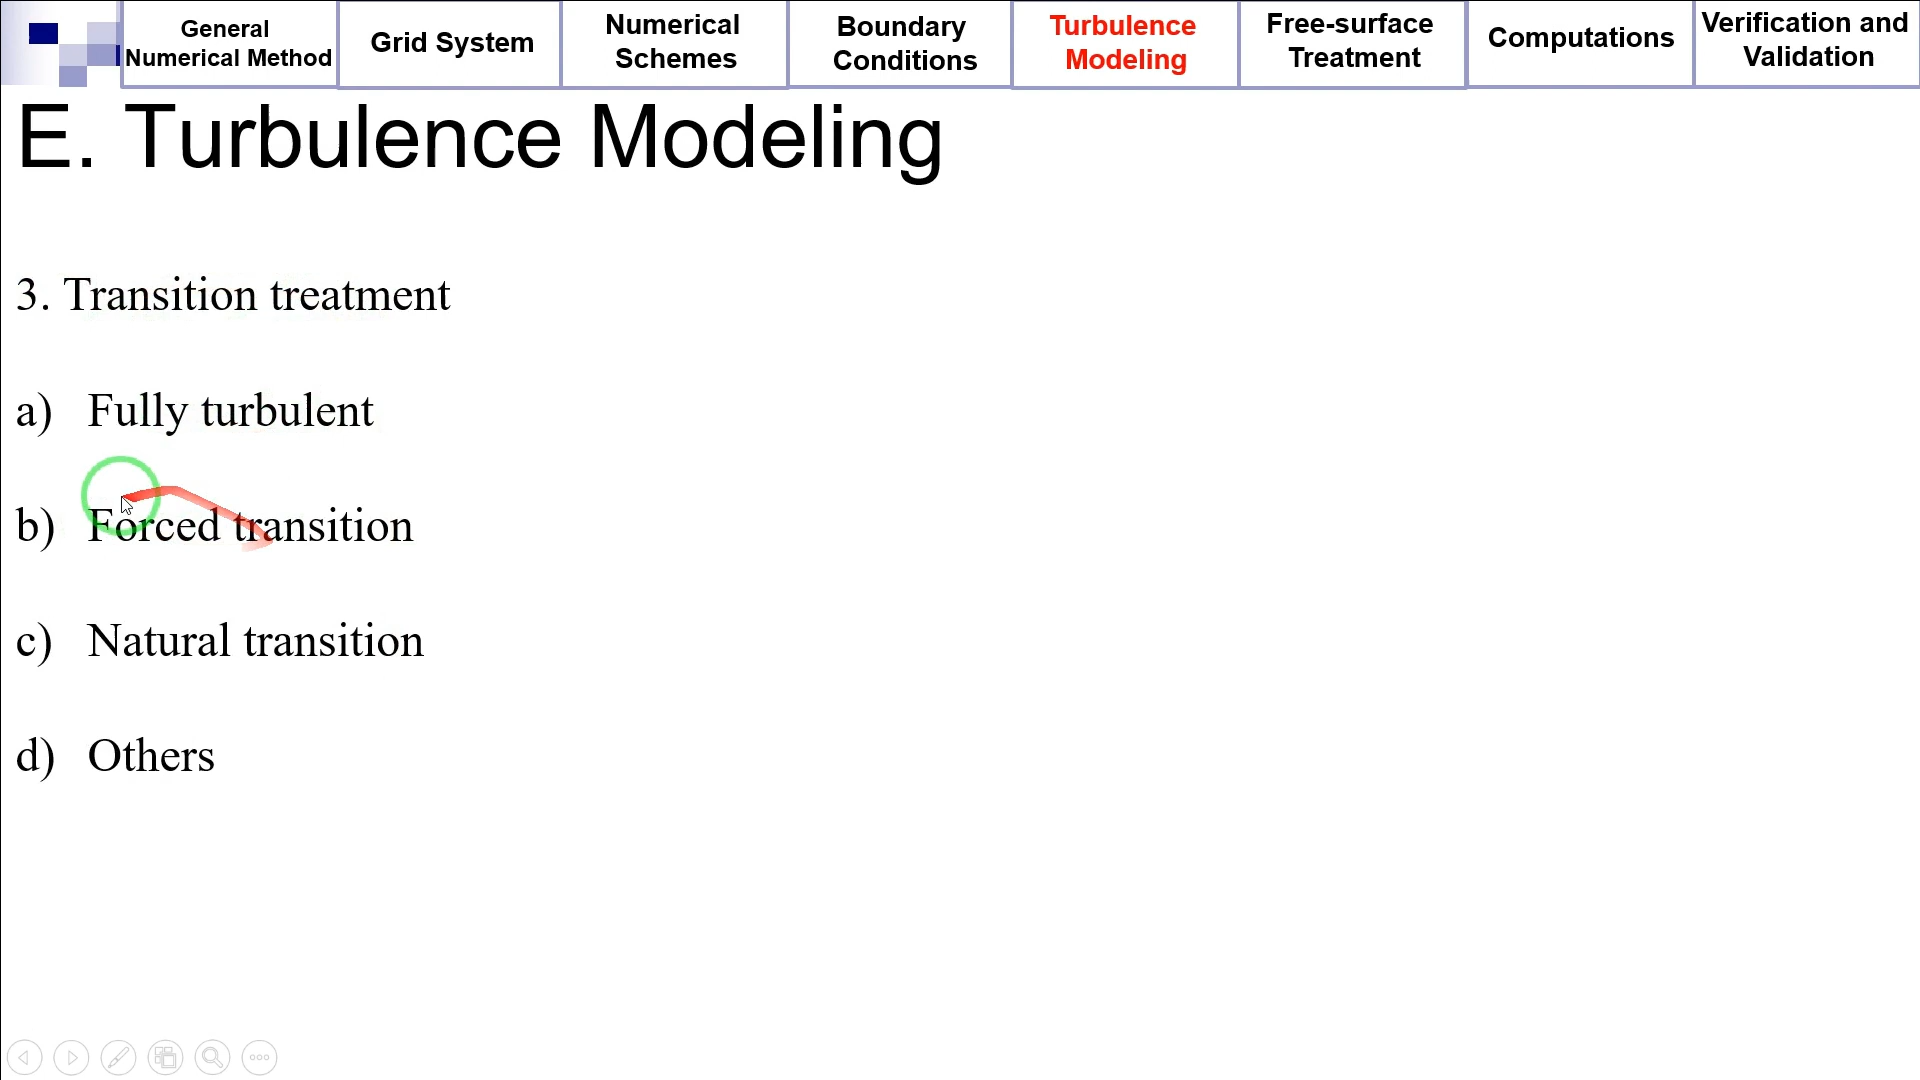 General
Numerical Method
Grid System
Numerical
Schemes
Boundary
Conditions
Turbulence
Modeling
Free-surface
Treatment
Computations
Verification and
Validation
E. Turbulence Modeling
3. Transition treatment
a) Fully turbulent
b) Forced transition
c) Natural transition
d) Others